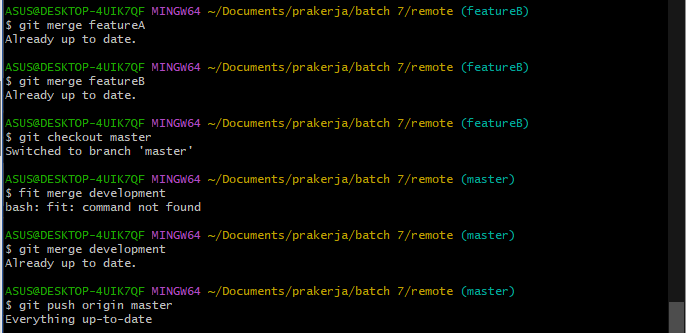 ASUS@DESKTOP-4UIK7QF MINGW64 ~/Documents/prakerja/batch 7/remote (featureB)
$ git merge featureA
Already up to date.
ASUS@DESKTOP-4UIK7QF MINGW64 ~/Documents/prakerja/batch 7/remote (featureB)
$ git merge featureB
Already up to date.
ASUS@DESKTOP-4UIK7QF MINGW64 ~/Documents/prakerja/batch 7/remote (featureB)
$ git checkout master
Switched to branch 'master'
ASUS@DESKTOP-4UIK7QF MINGW64 ~/Documents/prakerja/batch 7/remote (master)
$ fit merge development
bash: fit: command not found
ASUS@DESKTOP-4UIK7QF MINGW64 ~/Documents/prakerja/batch 7/remote (master)
$ git merge development
Already up to date.
ASUS@DESKTOP-4UIK7QF MINGW64 ~/Documents/prakerja/batch 7/remote (master)
$ git push origin master
Everything up-to-date